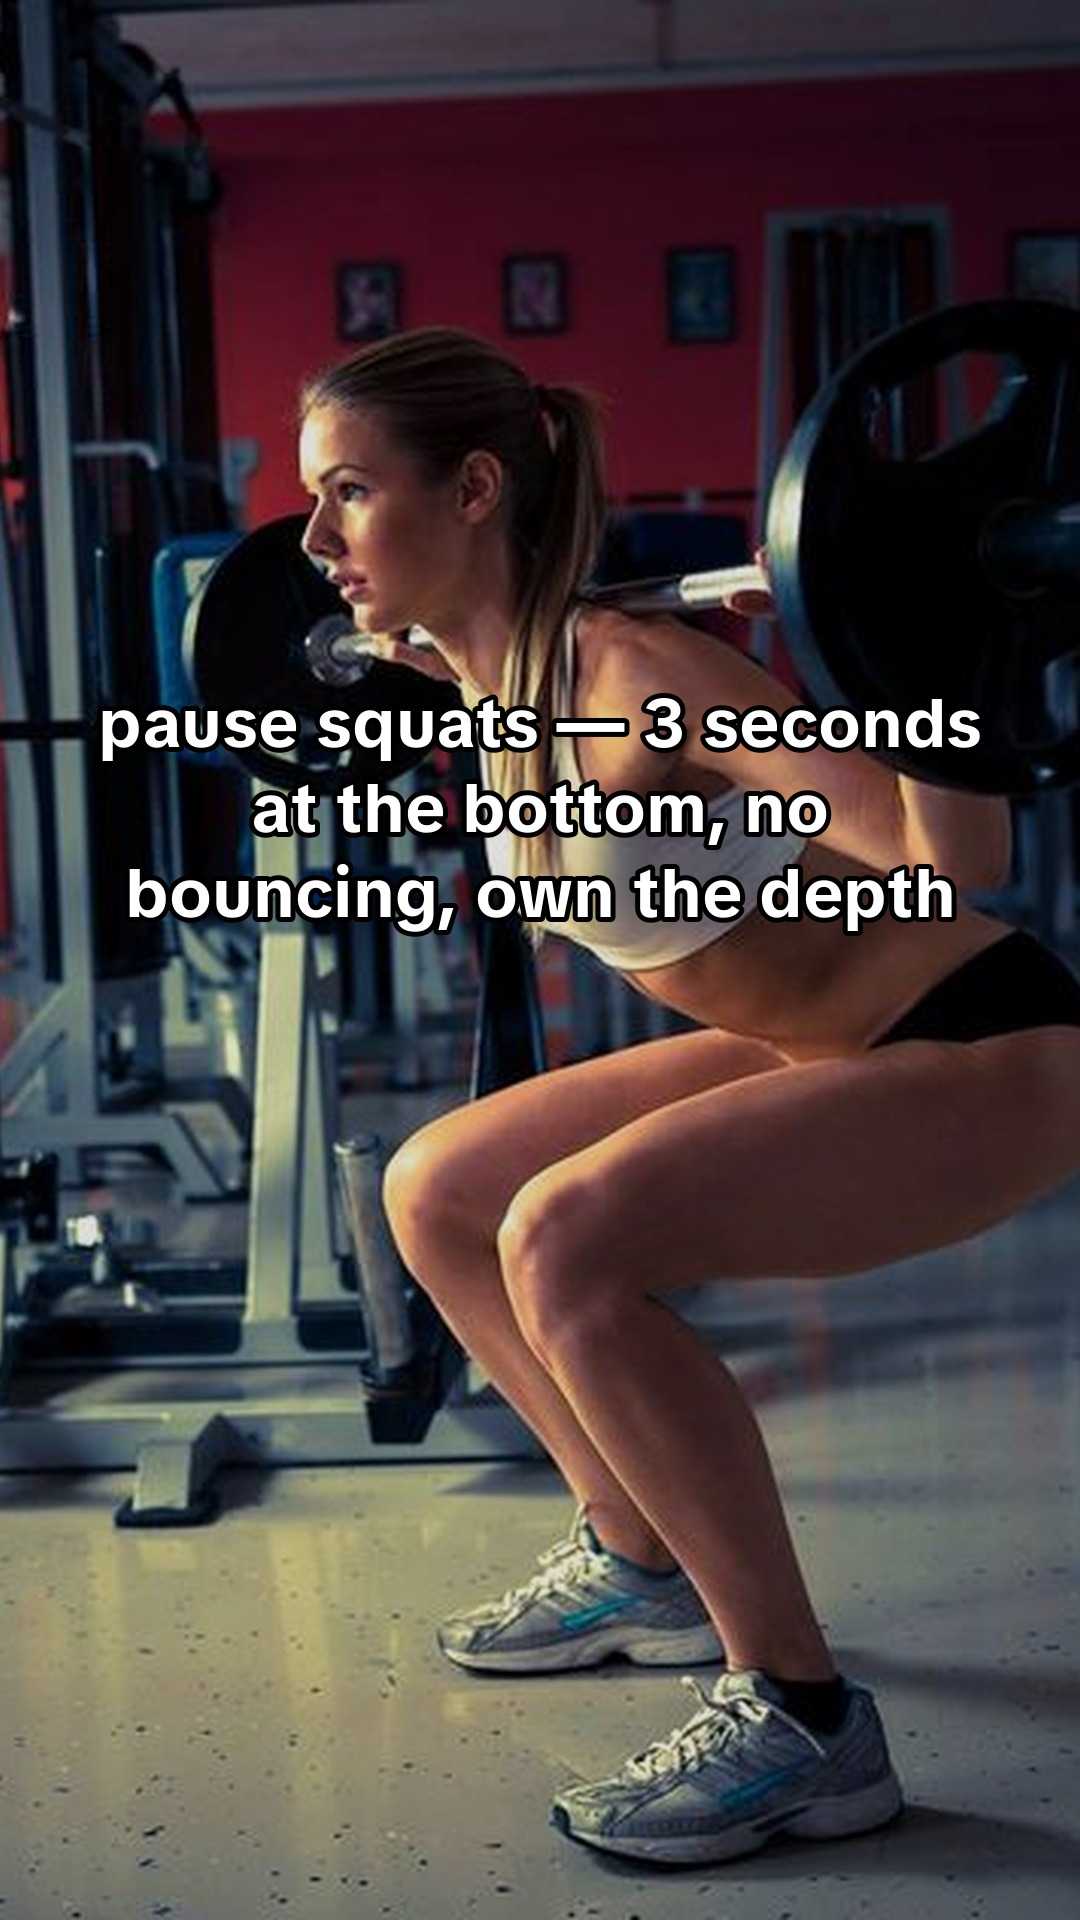 pause squats — 3 seconds
at the bottom, no
bouncing, own the depth